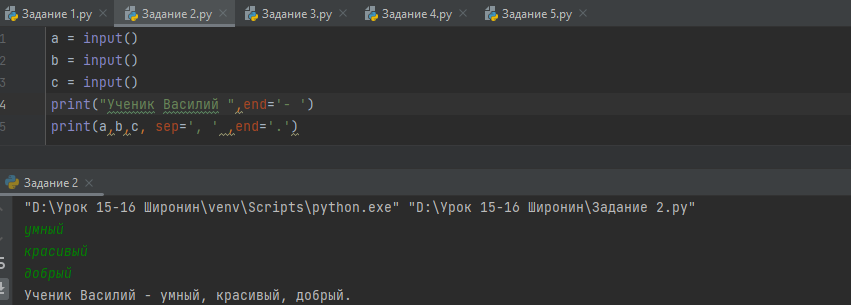 Задание 1.py × Задание 2.py × Задание 3.py × Задание 4.py × Задание 5.py ×
1 a = input()
2 b = input()
3 c = input()
4 print("Ученик Василий ",end='- ')
5 print(a,b,c, sep=', ' ,end='.')
Задание 2 ×
"D:\Урок 15-16 Широнин\venv\Scripts\python.exe" "D:\Урок 15-16 Широнин\Задание 2.py"
умный
красивый
добрый
Ученик Василий - умный, красивый, добрый.